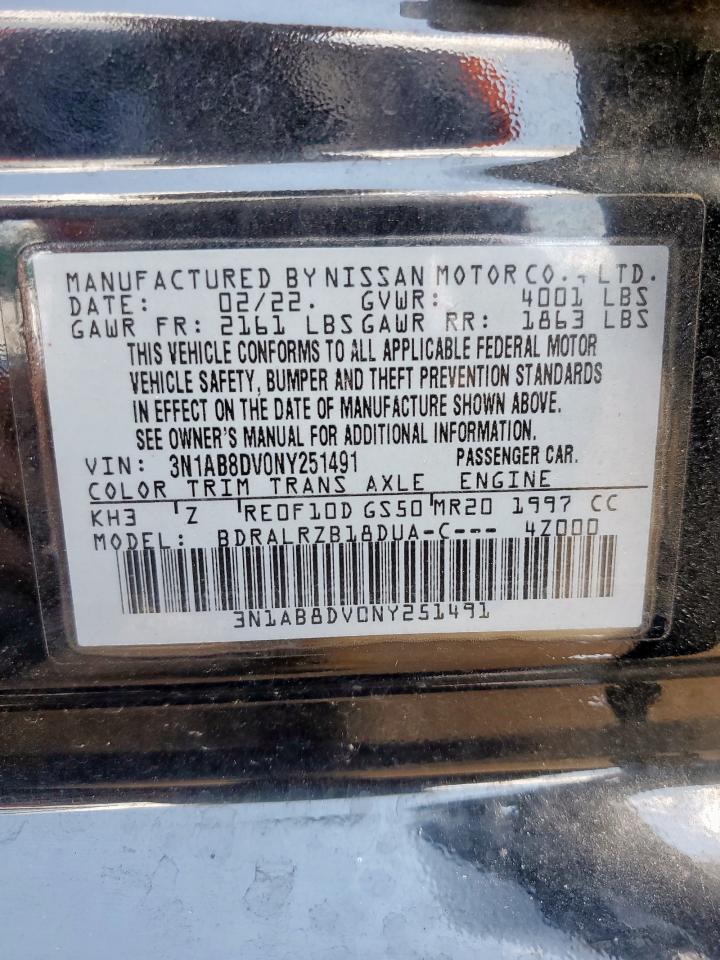 MANUFACTURED BY NISSAN MOTOR CO., LTD.
DATE: 02/22. GVWR: 4001 LBS
GAWR FR: 2161 LBS GAWR RR: 1863 LBS
THIS VEHICLE CONFORMS TO ALL APPLICABLE FEDERAL MOTOR
VEHICLE SAFETY, BUMPER AND THEFT PREVENTION STANDARDS
IN EFFECT ON THE DATE OF MANUFACTURE SHOWN ABOVE.
SEE OWNER'S MANUAL FOR ADDITIONAL INFORMATION.
VIN: 3N1AB8DV0NY251491 PASSENGER CAR.
COLOR TRIM TRANS AXLE ENGINE
KH3 Z RE0F10D GS50 MR20 1997 CC
MODEL: BDRALRZB18DUA-C--- 4Z000
3N1AB8DV0NY251491